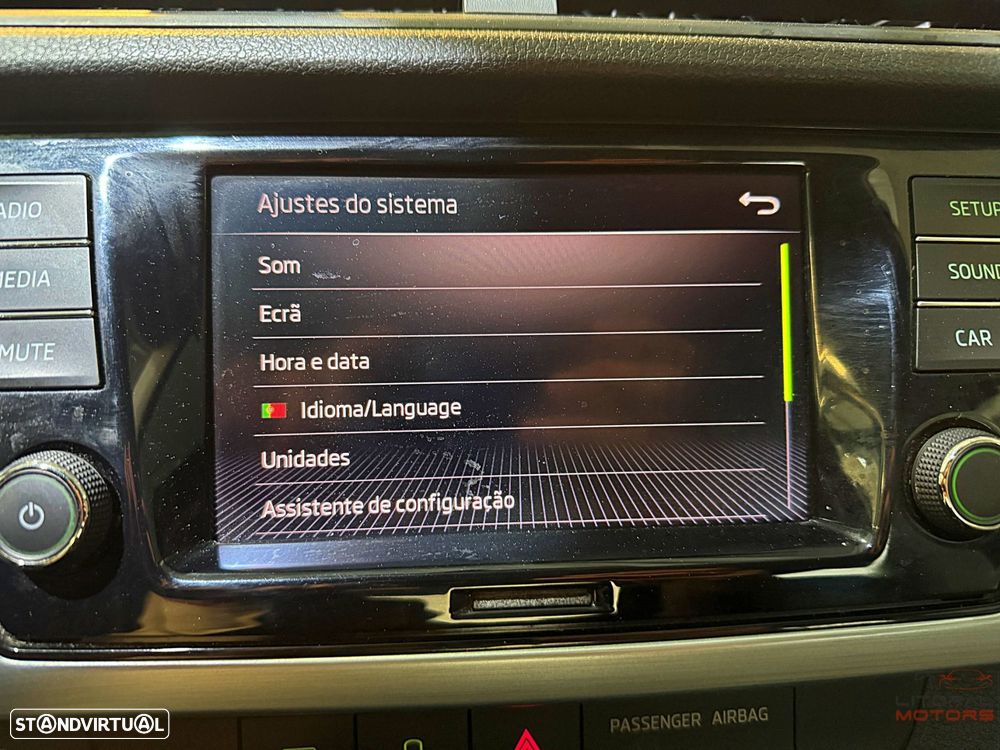 Ajustes do sistema
Som
Ecrã
Hora e data
Idioma/Language
Unidades
Assistente de configuração
ADIO
MEDIA
MUTE
SETUP
SOUND
CAR
PASSENGER AIRBAG
STANDVIRTUAL
MOTORS